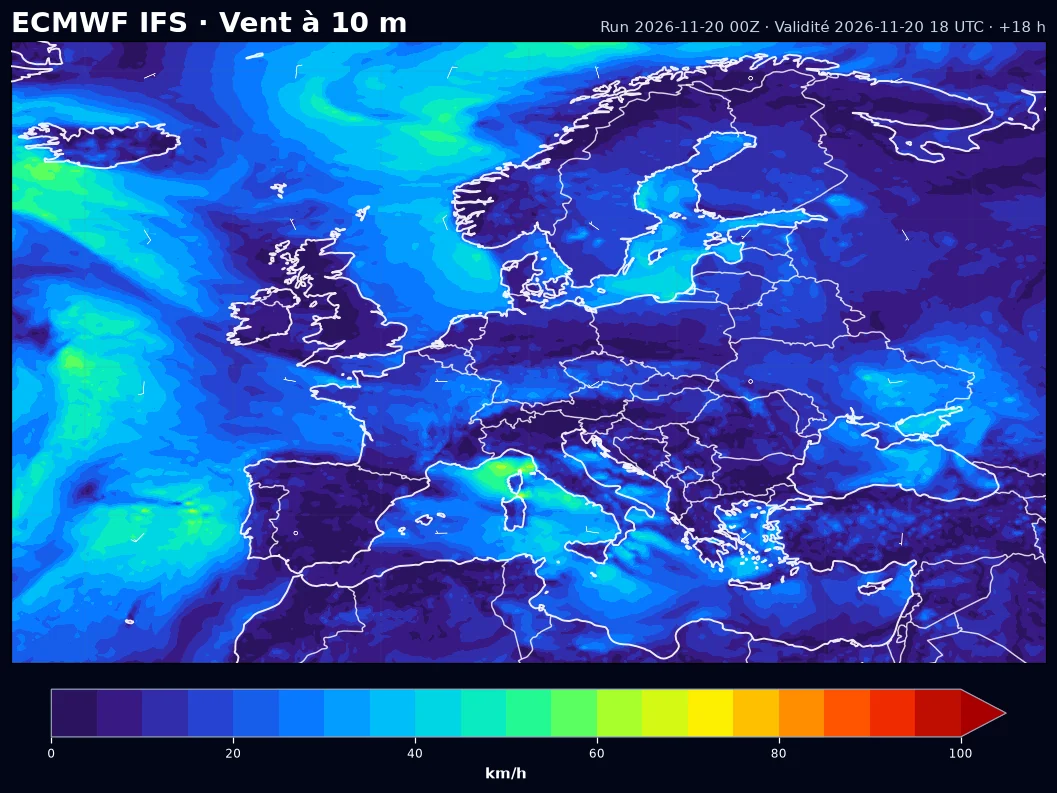 ECMWF IFS · Vent à 10 m
Run 2026-11-20 00Z · Validité 2026-11-20 18 UTC · +18 h
0 20 40 60 80 100
km/h